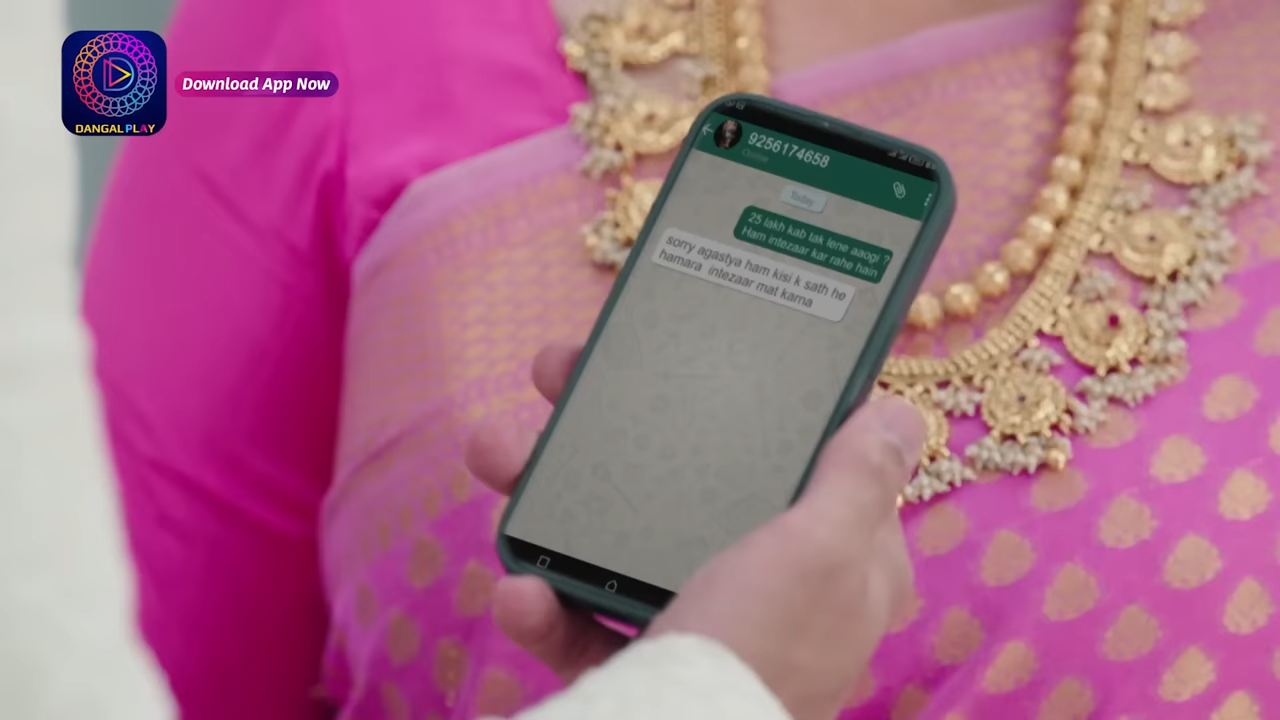 DANGAL PLAY
Download App Now
9256174658
Online
Today
25 lakh kab tak lene aaogi ?
Ham intezaar kar rahe hain
sorry agastya ham kisi k sath he
hamara intezaar mat karna